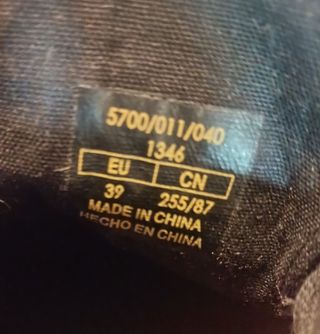 5700/011/040
1346
EU CN
39 255/87
MADE IN CHINA
HECHO EN CHINA